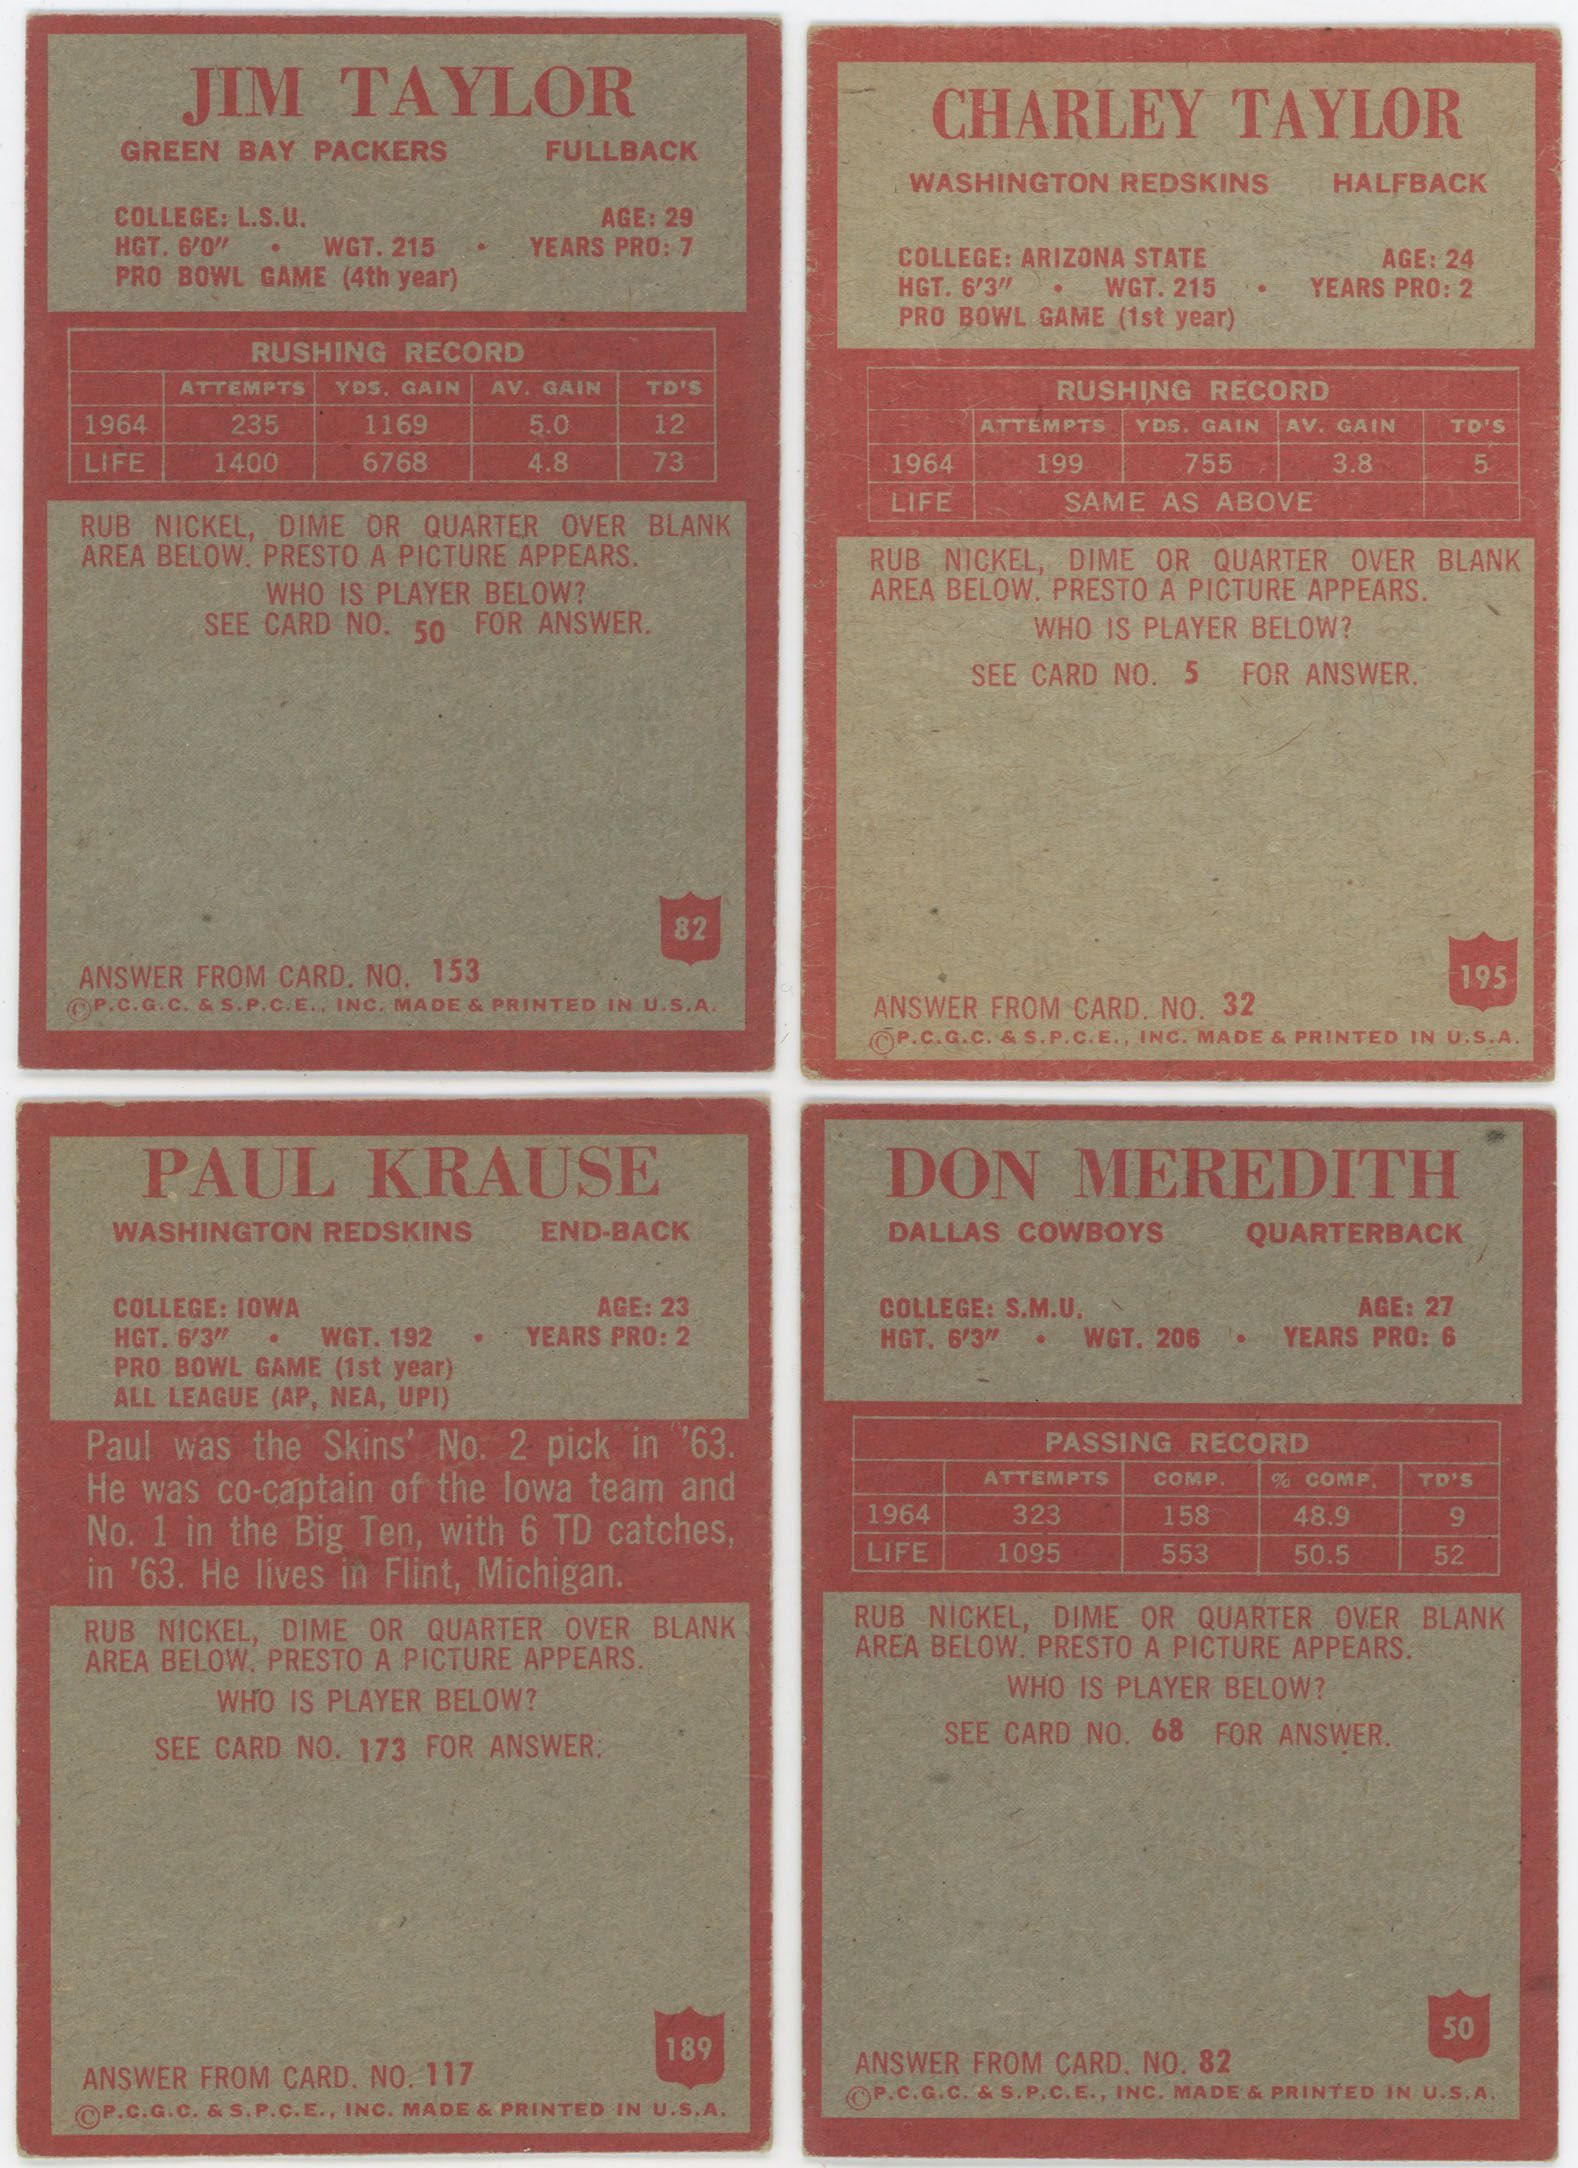 JIM TAYLOR
GREEN BAY PACKERS FULLBACK
COLLEGE: L.S.U. AGE: 29
HGT. 6'0" • WGT. 215 • YEARS PRO: 7
PRO BOWL GAME (4th year)
RUSHING RECORD
ATTEMPTS YDS. GAIN AV. GAIN TD'S
1964 235 1169 5.0 12
LIFE 1400 6768 4.8 73
RUB NICKEL, DIME OR QUARTER OVER BLANK
AREA BELOW. PRESTO A PICTURE APPEARS.
WHO IS PLAYER BELOW?
SEE CARD NO. 50 FOR ANSWER.
82
ANSWER FROM CARD. NO. 153
©P.C.G.C. & S.P.C.E., INC. MADE & PRINTED IN U.S.A.
CHARLEY TAYLOR
WASHINGTON REDSKINS HALFBACK
COLLEGE: ARIZONA STATE AGE: 24
HGT. 6'3" • WGT. 215 • YEARS PRO: 2
PRO BOWL GAME (1st year)
RUSHING RECORD
ATTEMPTS YDS. GAIN AV. GAIN TD'S
1964 199 755 3.8 5
LIFE SAME AS ABOVE
RUB NICKEL, DIME OR QUARTER OVER BLANK
AREA BELOW. PRESTO A PICTURE APPEARS.
WHO IS PLAYER BELOW?
SEE CARD NO. 5 FOR ANSWER.
195
ANSWER FROM CARD. NO. 32
©P.C.G.C. & S.P.C.E., INC. MADE & PRINTED IN U.S.A.
PAUL KRAUSE
WASHINGTON REDSKINS END-BACK
COLLEGE: IOWA AGE: 23
HGT. 6'3" • WGT. 192 • YEARS PRO: 2
PRO BOWL GAME (1st year)
ALL LEAGUE (AP, NEA, UPI)
Paul was the Skins' No. 2 pick in '63.
He was co-captain of the Iowa team and
No. 1 in the Big Ten, with 6 TD catches,
in '63. He lives in Flint, Michigan.
RUB NICKEL, DIME OR QUARTER OVER BLANK
AREA BELOW. PRESTO A PICTURE APPEARS.
WHO IS PLAYER BELOW?
SEE CARD NO. 173 FOR ANSWER.
189
ANSWER FROM CARD. NO. 117
©P.C.G.C. & S.P.C.E., INC. MADE & PRINTED IN U.S.A.
DON MEREDITH
DALLAS COWBOYS QUARTERBACK
COLLEGE: S.M.U. AGE: 27
HGT. 6'3" • WGT. 206 • YEARS PRO: 6
PASSING RECORD
ATTEMPTS COMP. % COMP. TD'S
1964 323 158 48.9 9
LIFE 1095 553 50.5 52
RUB NICKEL, DIME OR QUARTER OVER BLANK
AREA BELOW. PRESTO A PICTURE APPEARS.
WHO IS PLAYER BELOW?
SEE CARD NO. 68 FOR ANSWER.
50
ANSWER FROM CARD. NO. 82
©P.C.G.C. & S.P.C.E., INC. MADE & PRINTED IN U.S.A.